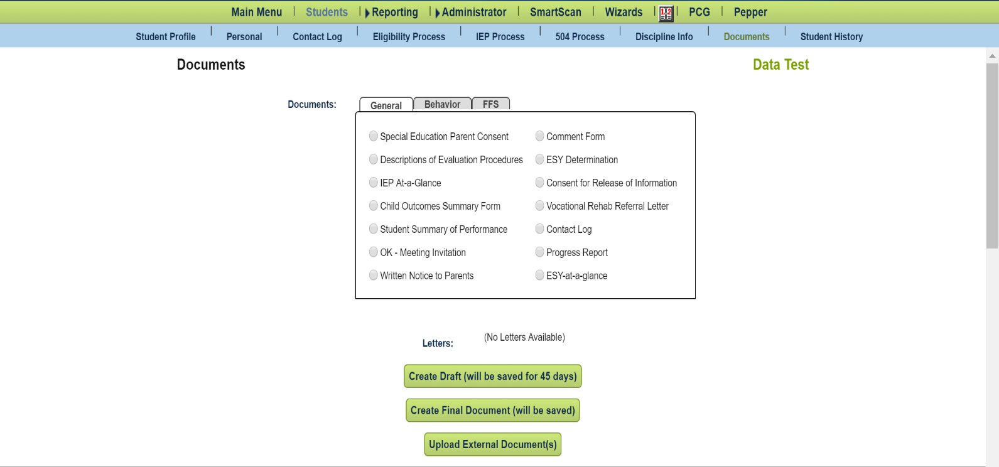 Main Menu Students Reporting Administrator SmartScan Wizards PCG Pepper
Student Profile Personal Contact Log Eligibility Process IEP Process 504 Process Discipline Info Documents Student History
Documents Data Test
Documents: General Behavior FFS
Special Education Parent Consent Comment Form
Descriptions of Evaluation Procedures ESY Determination
IEP At-a-Glance Consent for Release of Information
Child Outcomes Summary Form Vocational Rehab Referral Letter
Student Summary of Performance Contact Log
OK - Meeting Invitation Progress Report
Written Notice to Parents ESY-at-a-glance
Letters: (No Letters Available)
Create Draft (will be saved for 45 days)
Create Final Document (will be saved)
Upload External Document(s)